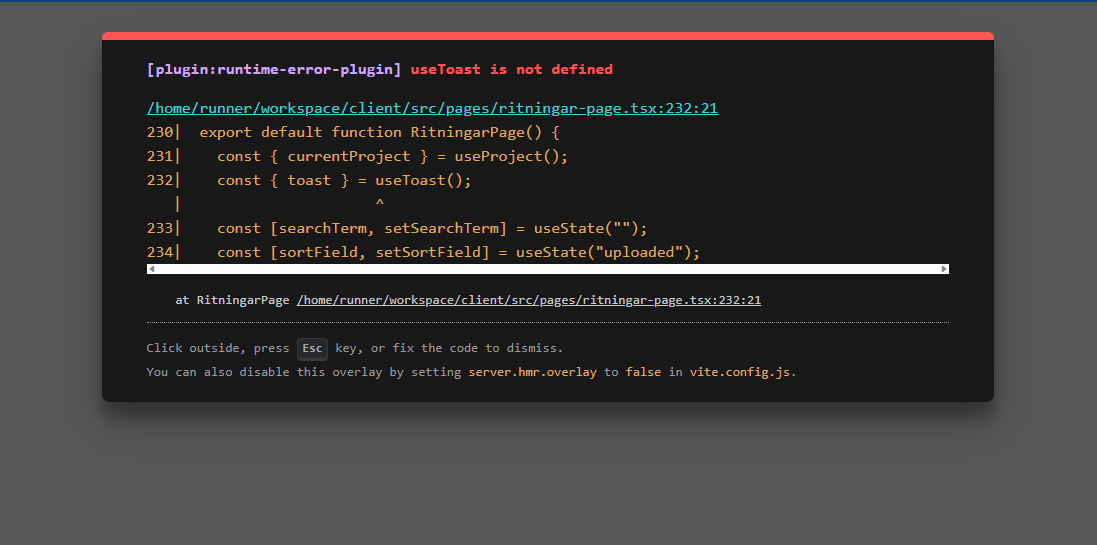 [plugin:runtime-error-plugin] useToast is not defined
/home/runner/workspace/client/src/pages/ritningar-page.tsx:232:21
230|  export default function RitningarPage() {
231|    const { currentProject } = useProject();
232|    const { toast } = useToast();
   |                      ^
233|    const [searchTerm, setSearchTerm] = useState("");
234|    const [sortField, setSortField] = useState("uploaded");
at RitningarPage /home/runner/workspace/client/src/pages/ritningar-page.tsx:232:21
Click outside, press Esc key, or fix the code to dismiss.
You can also disable this overlay by setting server.hmr.overlay to false in vite.config.js.